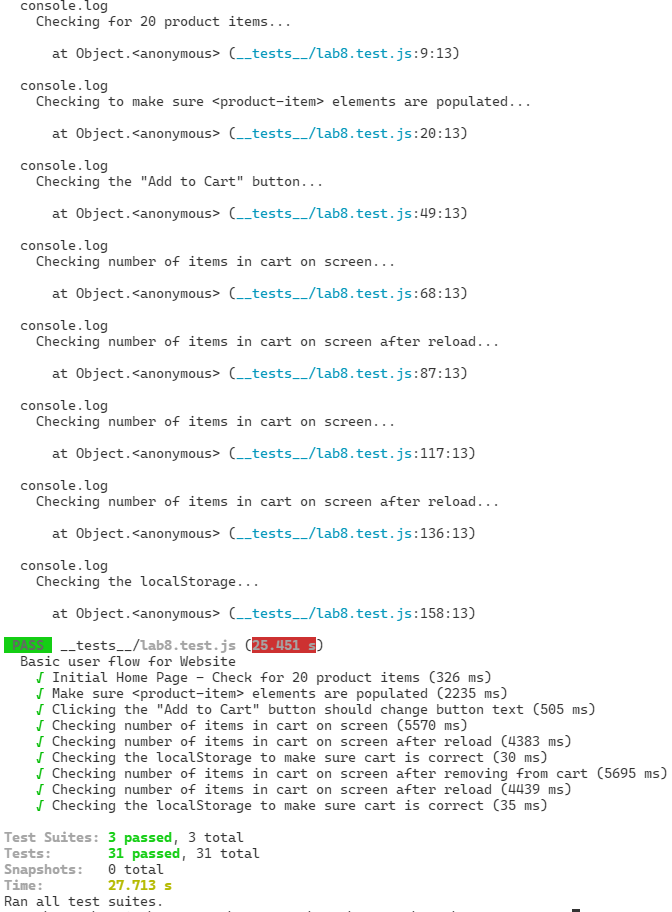 console.log
Checking for 20 product items...
at Object.<anonymous> (__tests__/lab8.test.js:9:13)
console.log
Checking to make sure <product-item> elements are populated...
at Object.<anonymous> (__tests__/lab8.test.js:20:13)
console.log
Checking the "Add to Cart" button...
at Object.<anonymous> (__tests__/lab8.test.js:49:13)
console.log
Checking number of items in cart on screen...
at Object.<anonymous> (__tests__/lab8.test.js:68:13)
console.log
Checking number of items in cart on screen after reload...
at Object.<anonymous> (__tests__/lab8.test.js:87:13)
console.log
Checking number of items in cart on screen...
at Object.<anonymous> (__tests__/lab8.test.js:117:13)
console.log
Checking number of items in cart on screen after reload...
at Object.<anonymous> (__tests__/lab8.test.js:136:13)
console.log
Checking the localStorage...
at Object.<anonymous> (__tests__/lab8.test.js:158:13)
PASS __tests__/lab8.test.js (25.451 s)
Basic user flow for Website
√ Initial Home Page - Check for 20 product items (326 ms)
√ Make sure <product-item> elements are populated (2235 ms)
√ Clicking the "Add to Cart" button should change button text (505 ms)
√ Checking number of items in cart on screen (5570 ms)
√ Checking number of items in cart on screen after reload (4383 ms)
√ Checking the localStorage to make sure cart is correct (30 ms)
√ Checking number of items in cart on screen after removing from cart (5695 ms)
√ Checking number of items in cart on screen after reload (4439 ms)
√ Checking the localStorage to make sure cart is correct (35 ms)
Test Suites: 3 passed, 3 total
Tests: 31 passed, 31 total
Snapshots: 0 total
Time: 27.713 s
Ran all test suites.